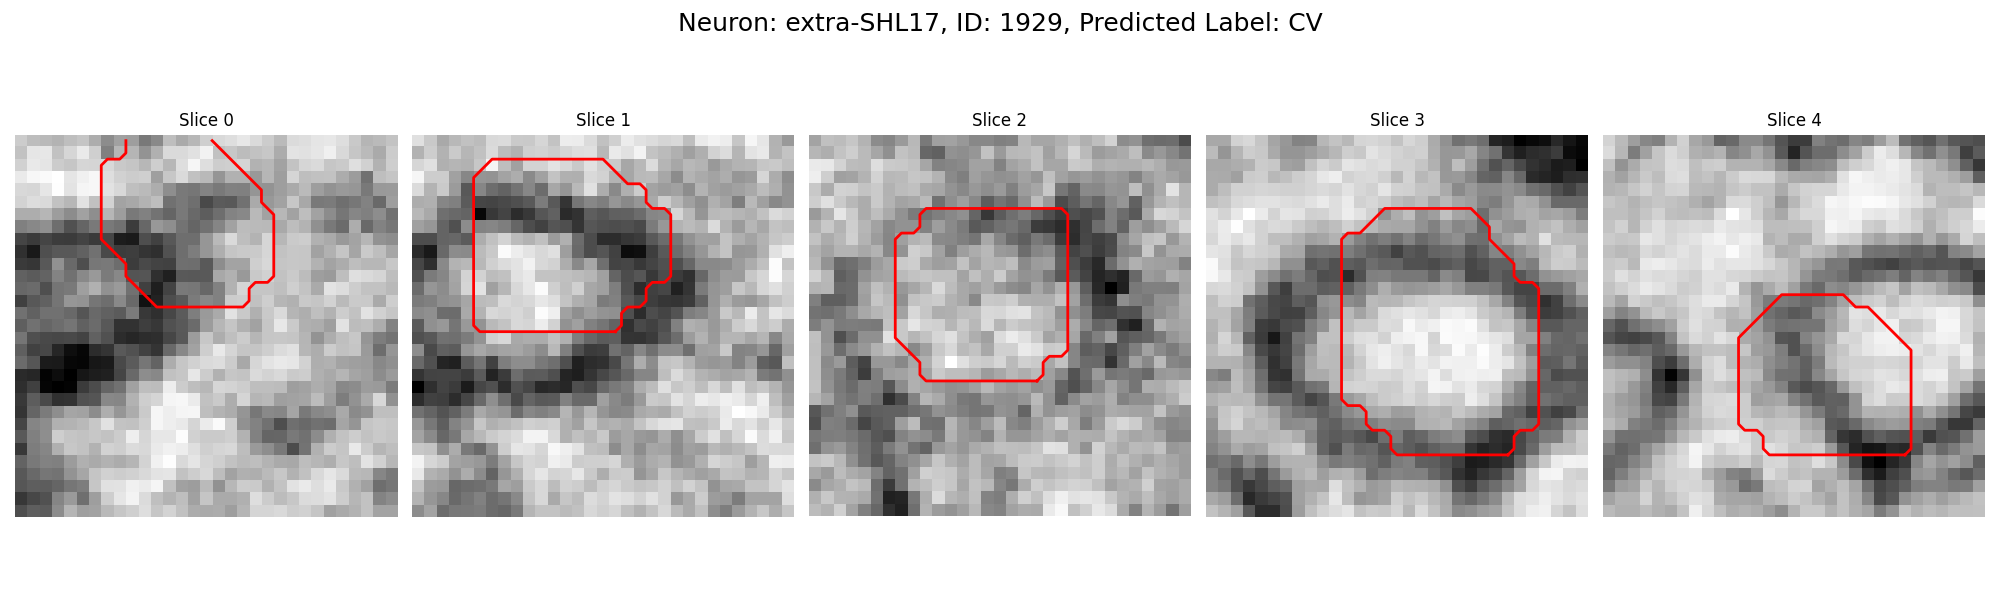 Neuron: extra-SHL17, ID: 1929, Predicted Label: CV
Slice 0
Slice 1
Slice 2
Slice 3
Slice 4